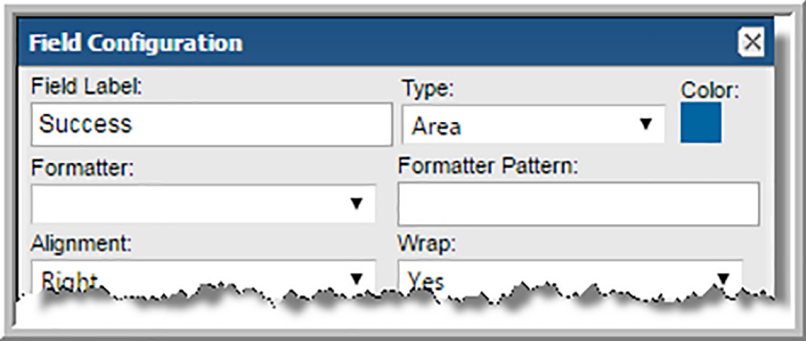 Field Configuration
Field Label: Type: Color:
Success Area
Formatter: Formatter Pattern:
Alignment: Wrap:
Right Yes